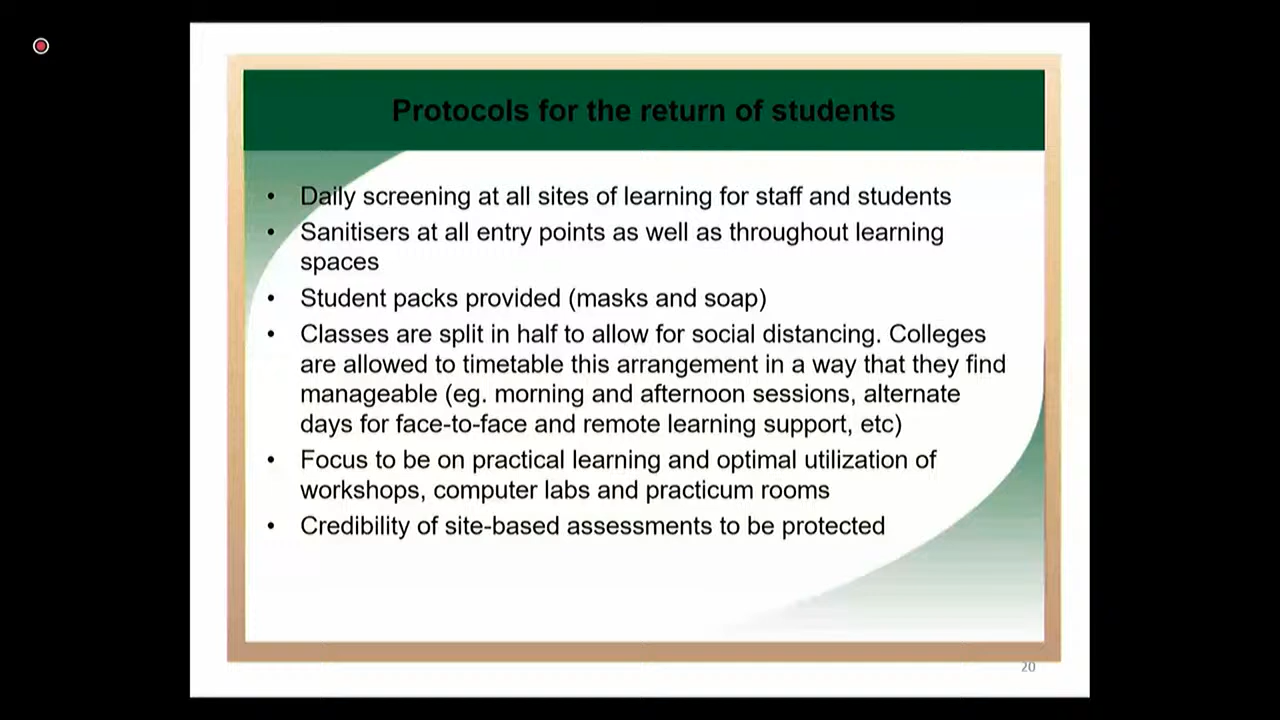 Protocols for the return of students
• Daily screening at all sites of learning for staff and students
• Sanitisers at all entry points as well as throughout learning
spaces
• Student packs provided (masks and soap)
• Classes are split in half to allow for social distancing. Colleges
are allowed to timetable this arrangement in a way that they find
manageable (eg. morning and afternoon sessions, alternate
days for face-to-face and remote learning support, etc)
• Focus to be on practical learning and optimal utilization of
workshops, computer labs and practicum rooms
• Credibility of site-based assessments to be protected
20